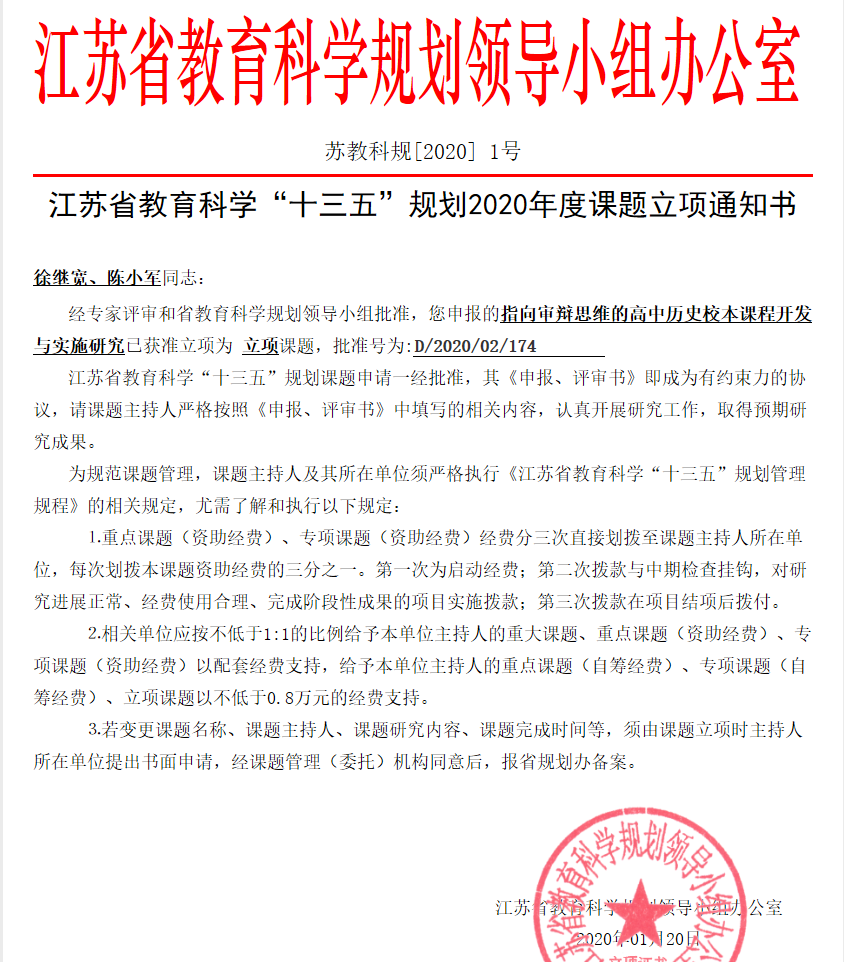 江苏省教育科学规划领导小组办公室
苏教科规[2020] 1号
江苏省教育科学“十三五”规划2020年度课题立项通知书
徐继宽、陈小军同志：
经专家评审和省教育科学规划领导小组批准，您申报的指向审辩思维的高中历史校本课程开发
与实施研究已获准立项为 立项课题，批准号为:D/2020/02/174
江苏省教育科学“十三五”规划课题申请一经批准，其《申报、评审书》即成为有约束力的协
议，请课题主持人严格按照《申报、评审书》中填写的相关内容，认真开展研究工作，取得预期研
究成果。
为规范课题管理，课题主持人及其所在单位须严格执行《江苏省教育科学“十三五”规划管理
规程》的相关规定，尤需了解和执行以下规定：
1.重点课题（资助经费）、专项课题（资助经费）经费分三次直接划拨至课题主持人所在单
位，每次划拨本课题资助经费的三分之一。第一次为启动经费；第二次拨款与中期检查挂钩，对研
究进展正常、经费使用合理、完成阶段性成果的项目实施拨款；第三次拨款在项目结项后拨付。
2.相关单位应按不低于1:1的比例给予本单位主持人的重大课题、重点课题（资助经费）、专
项课题（资助经费）以配套经费支持，给予本单位主持人的重点课题（自筹经费）、专项课题（自
筹经费）、立项课题以不低于0.8万元的经费支持。
3.若变更课题名称、课题主持人、课题研究内容、课题完成时间等，须由课题立项时主持人
所在单位提出书面申请，经课题管理（委托）机构同意后，报省规划办备案。
江苏省教育科学规划领导小组办公室
江苏省教育科学规划领导小组办公室
2020年01月20日
立项证书